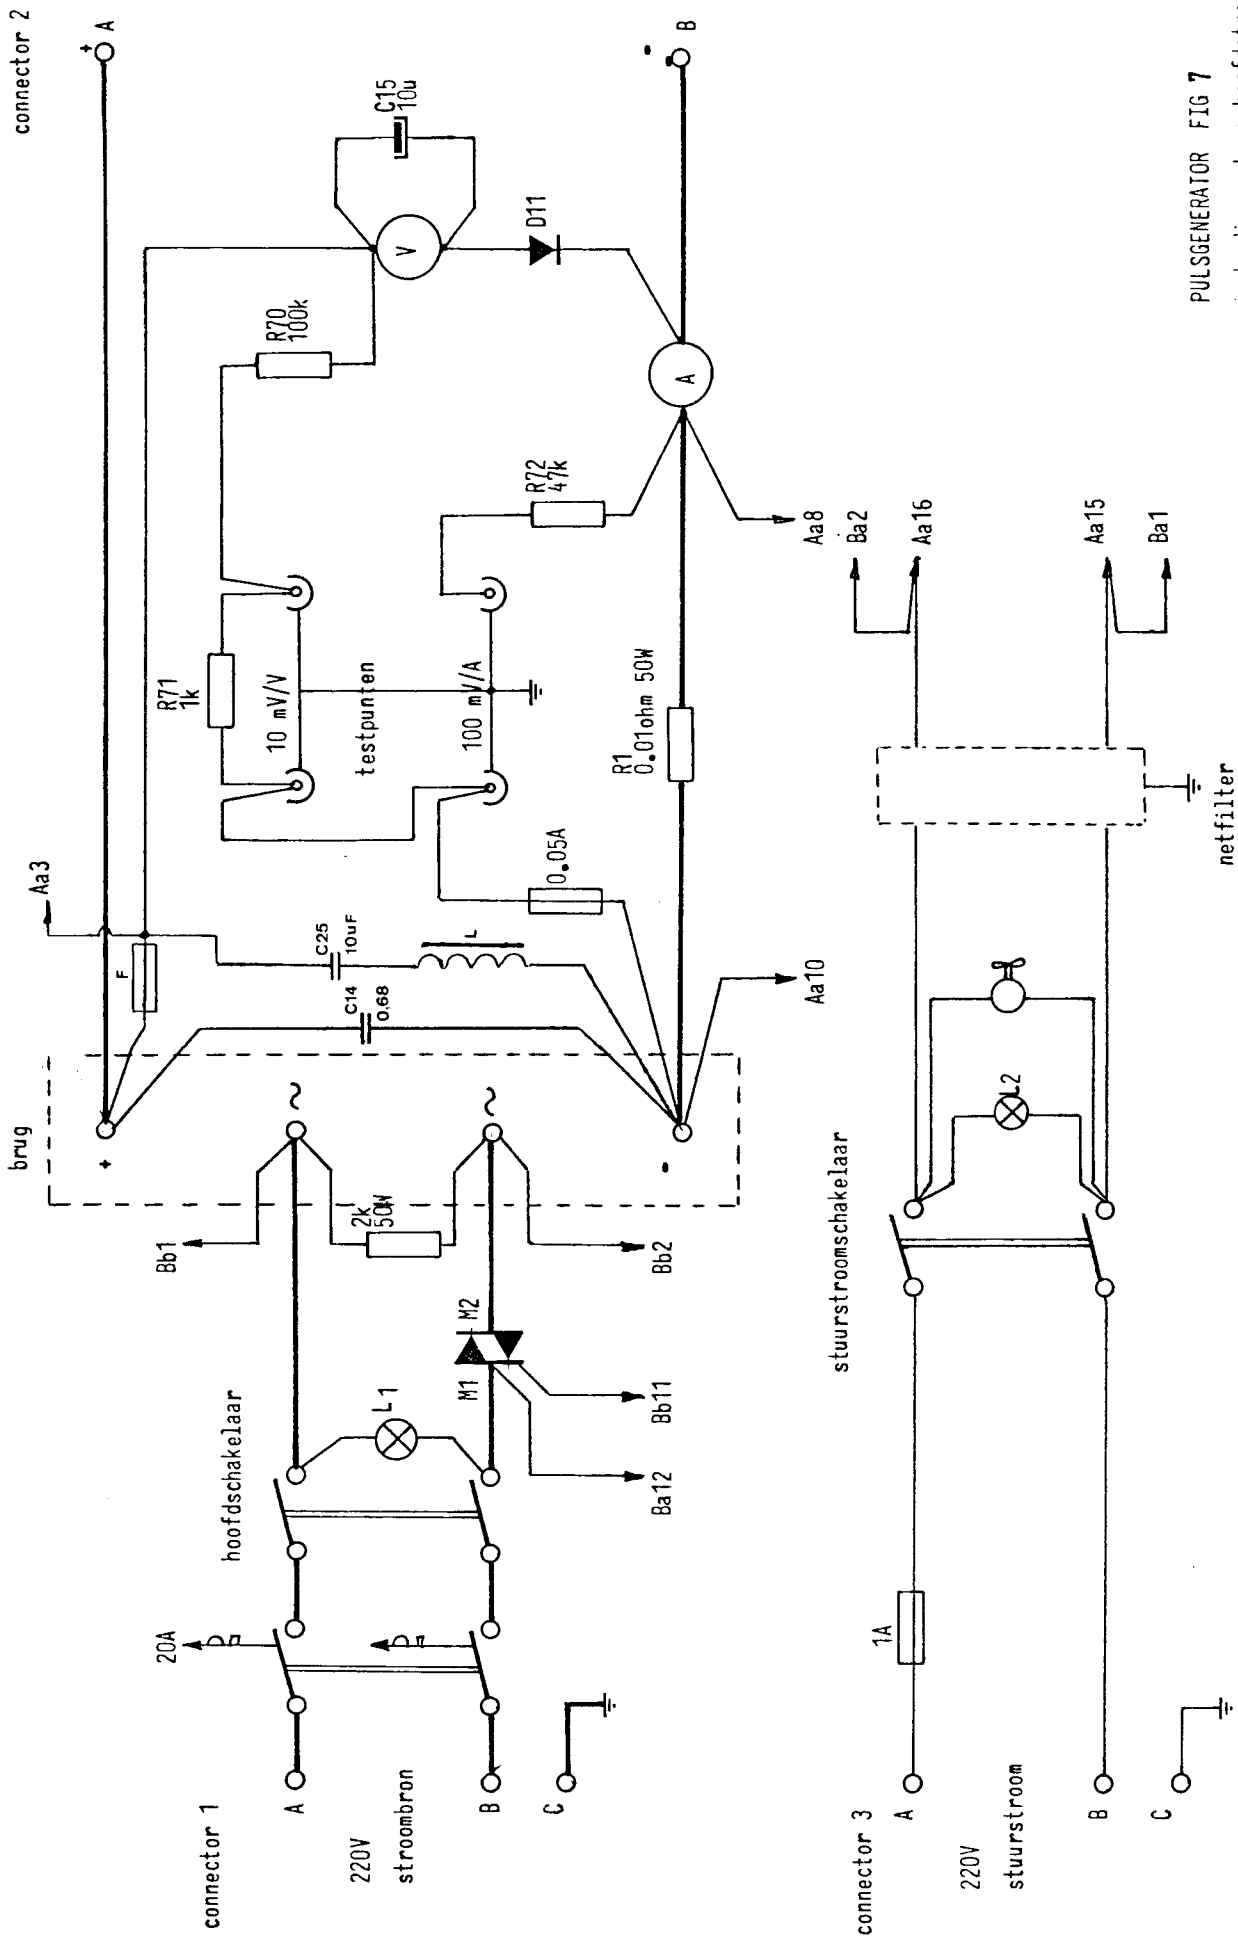 connector 2
+
A
brug
+
F
Aa3
R71
1k
R70
100k
C15
10u
V
D11
10 mV/V
testpunten
100 mV/A
C25
10uF
L
C14
0.68
0.05A
R72
47k
R1
0.01ohm 50W
A
-
B
-
Aa10
Aa8
~
~
Bb1
2k
50W
Bb2
hoofdschakelaar
L1
M1
M2
Ba12
Bb11
20A
connector 1
A
220V
stroombron
B
C
stuurstroomschakelaar
L2
netfilter
Ba2
Aa16
Aa15
Ba1
1A
connector 3
A
220V
stuurstroom
B
C
PULSGENERATOR FIG 7